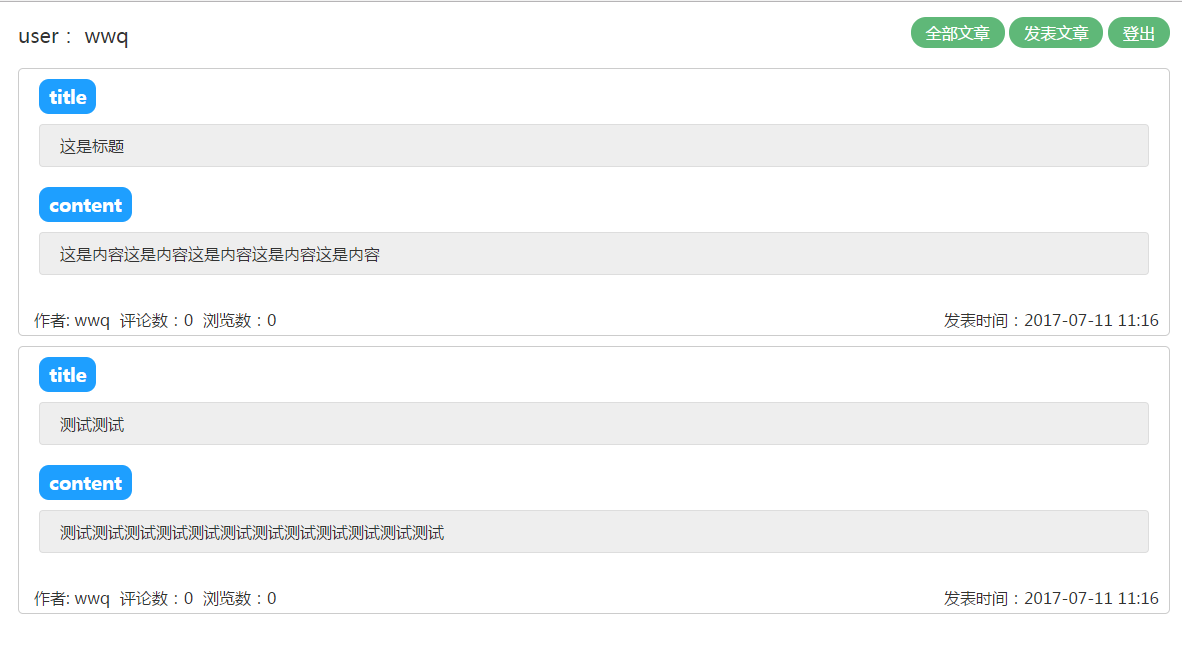 user： wwq
全部文章 发表文章 登出
title
这是标题
content
这是内容这是内容这是内容这是内容这是内容
作者: wwq 评论数：0 浏览数：0 发表时间：2017-07-11 11:16
title
测试测试
content
测试测试测试测试测试测试测试测试测试测试测试测试
作者: wwq 评论数：0 浏览数：0 发表时间：2017-07-11 11:16